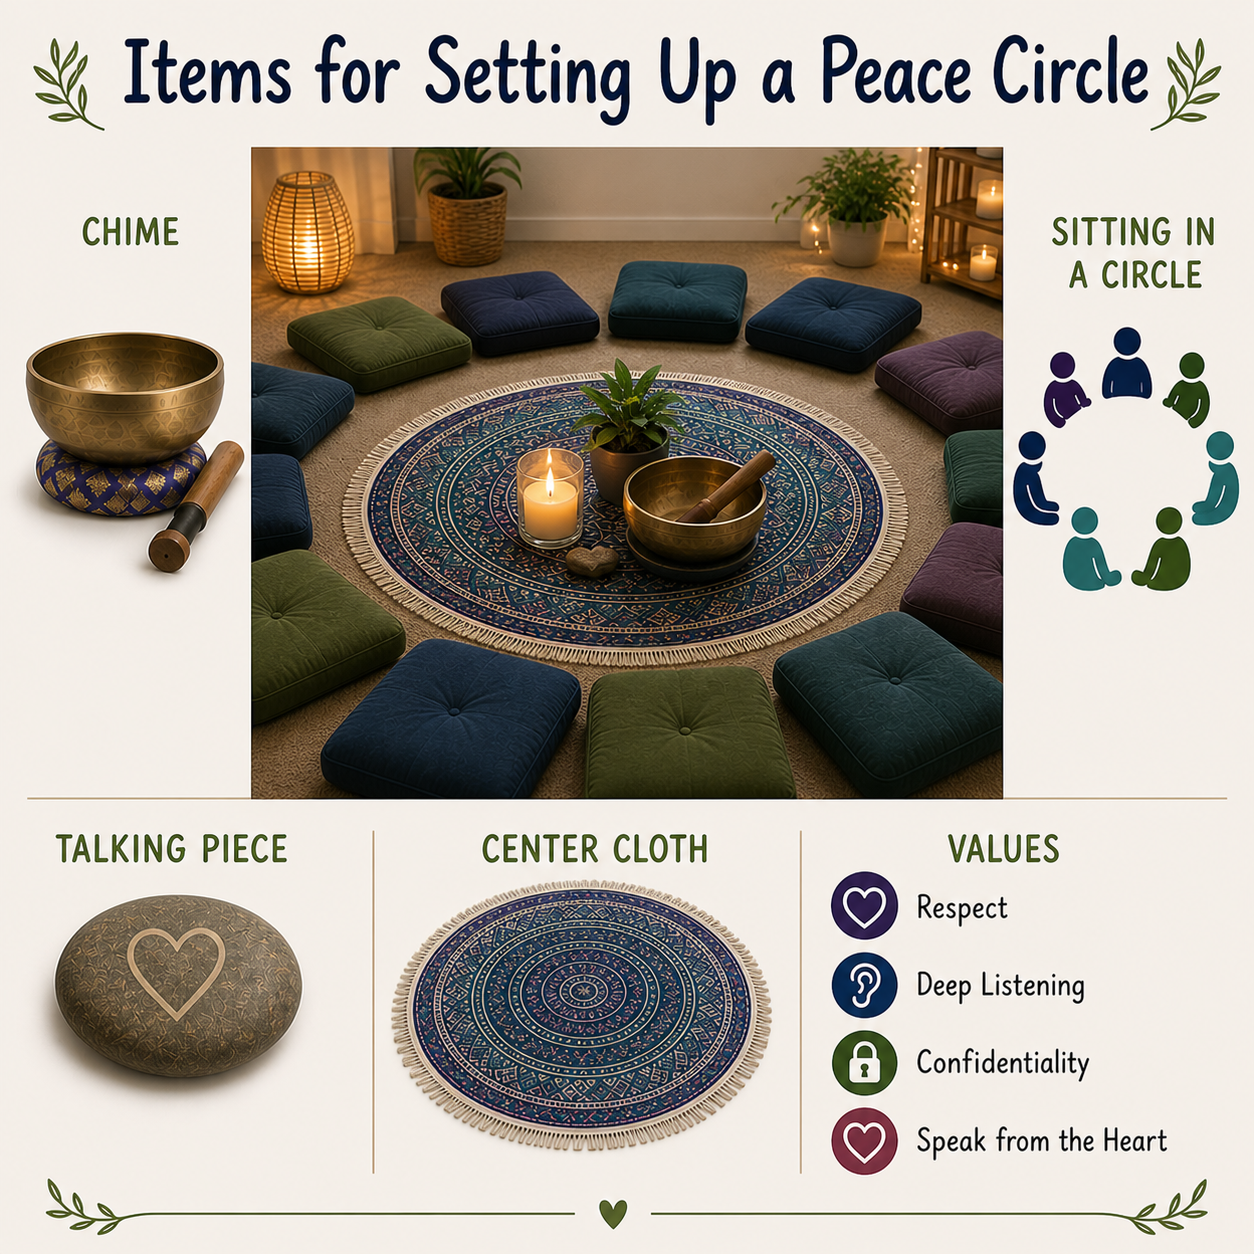 Items for Setting Up a Peace Circle
CHIME
SITTING IN
A CIRCLE
TALKING PIECE
CENTER CLOTH
VALUES
Respect
Deep Listening
Confidentiality
Speak from the Heart